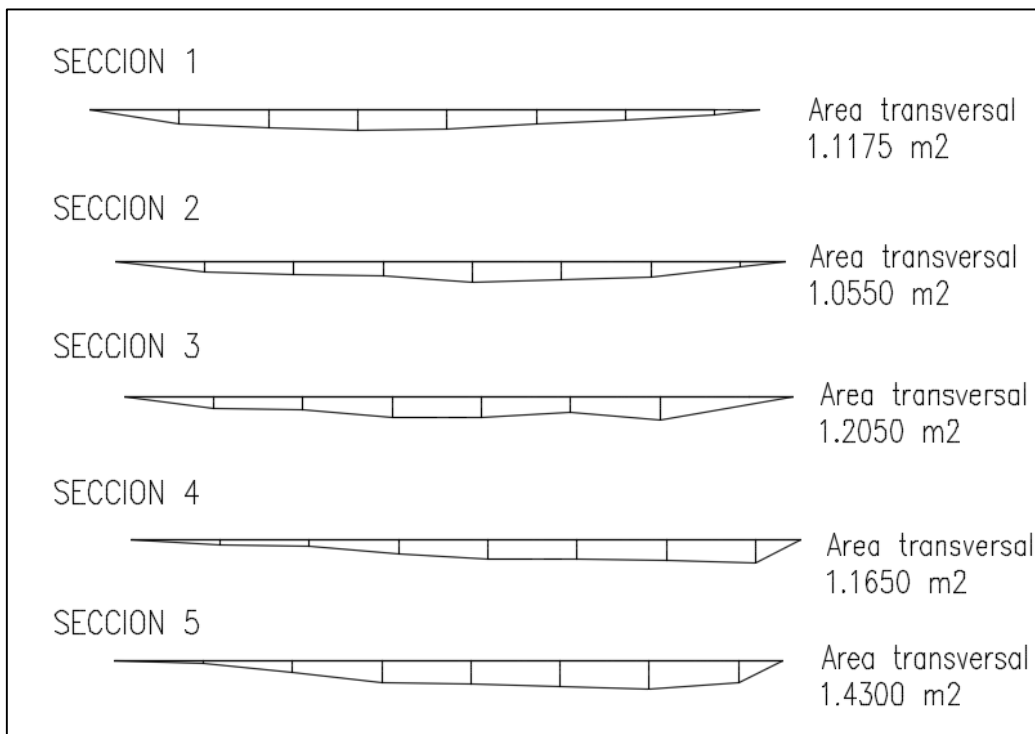 SECCION 1
Area transversal
1.1175 m2
SECCION 2
Area transversal
1.0550 m2
SECCION 3
Area transversal
1.2050 m2
SECCION 4
Area transversal
1.1650 m2
SECCION 5
Area transversal
1.4300 m2